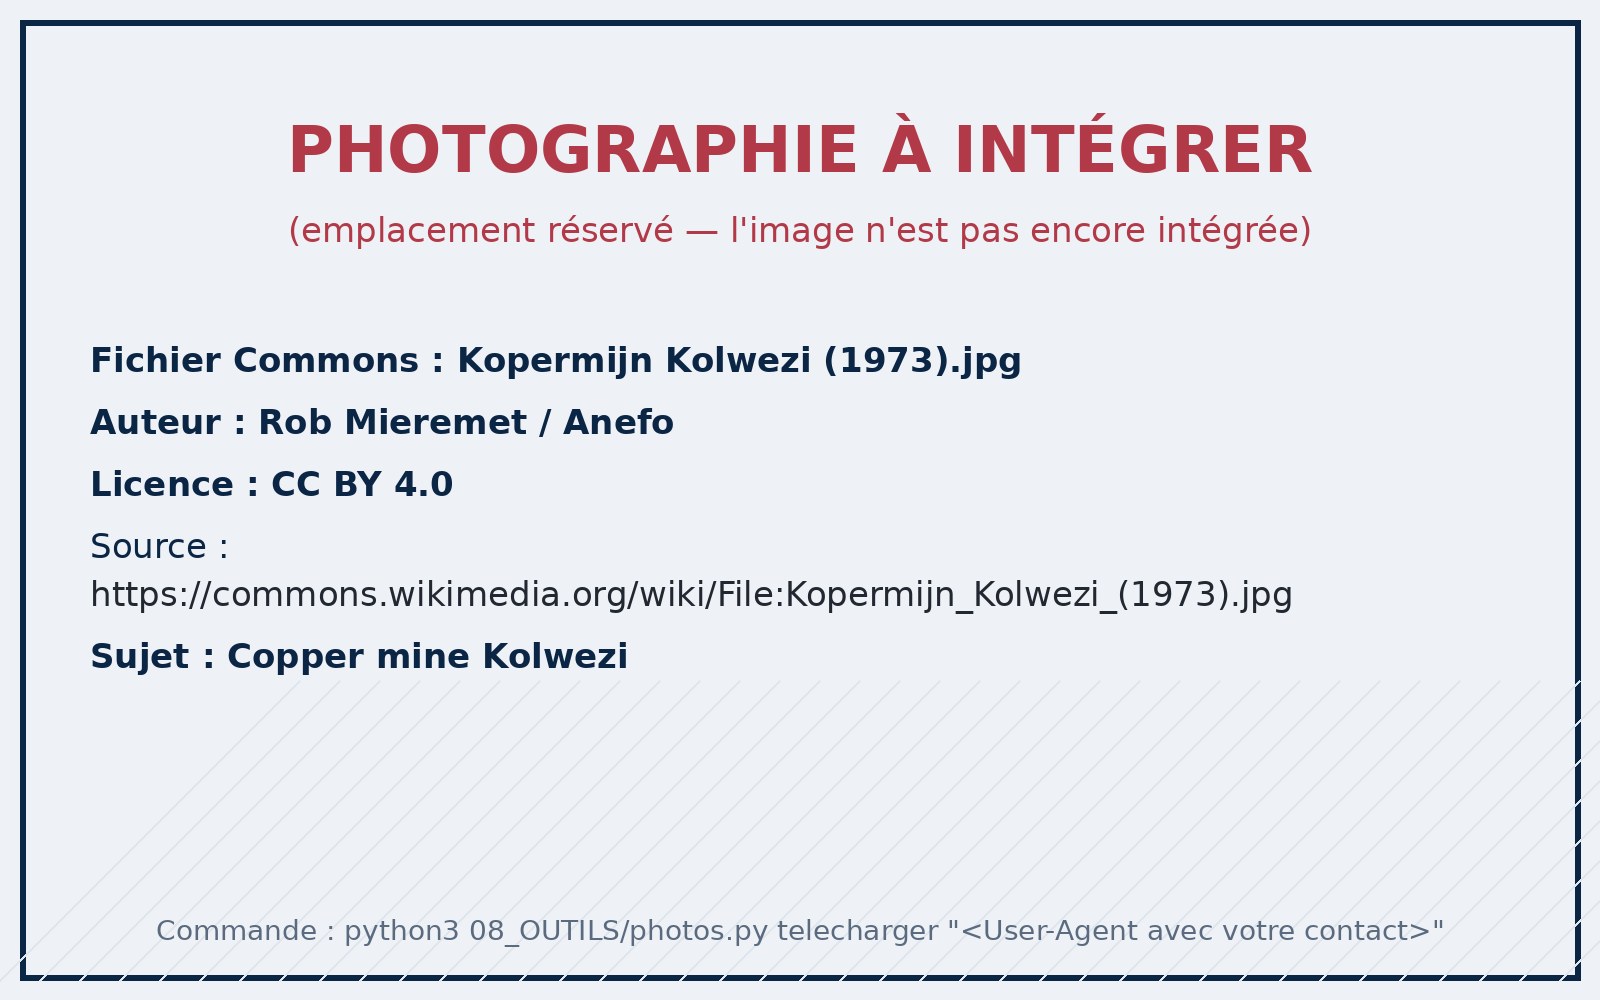 PHOTOGRAPHIE À INTÉGRER
(emplacement réservé — l'image n'est pas encore intégrée)
Fichier Commons : Kopermijn Kolwezi (1973).jpg
Auteur : Rob Mieremet / Anefo
Licence : CC BY 4.0
Source :
https://commons.wikimedia.org/wiki/File:Kopermijn_Kolwezi_(1973).jpg
Sujet : Copper mine Kolwezi
Commande : python3 08_OUTILS/photos.py telecharger "<User-Agent avec votre contact>"